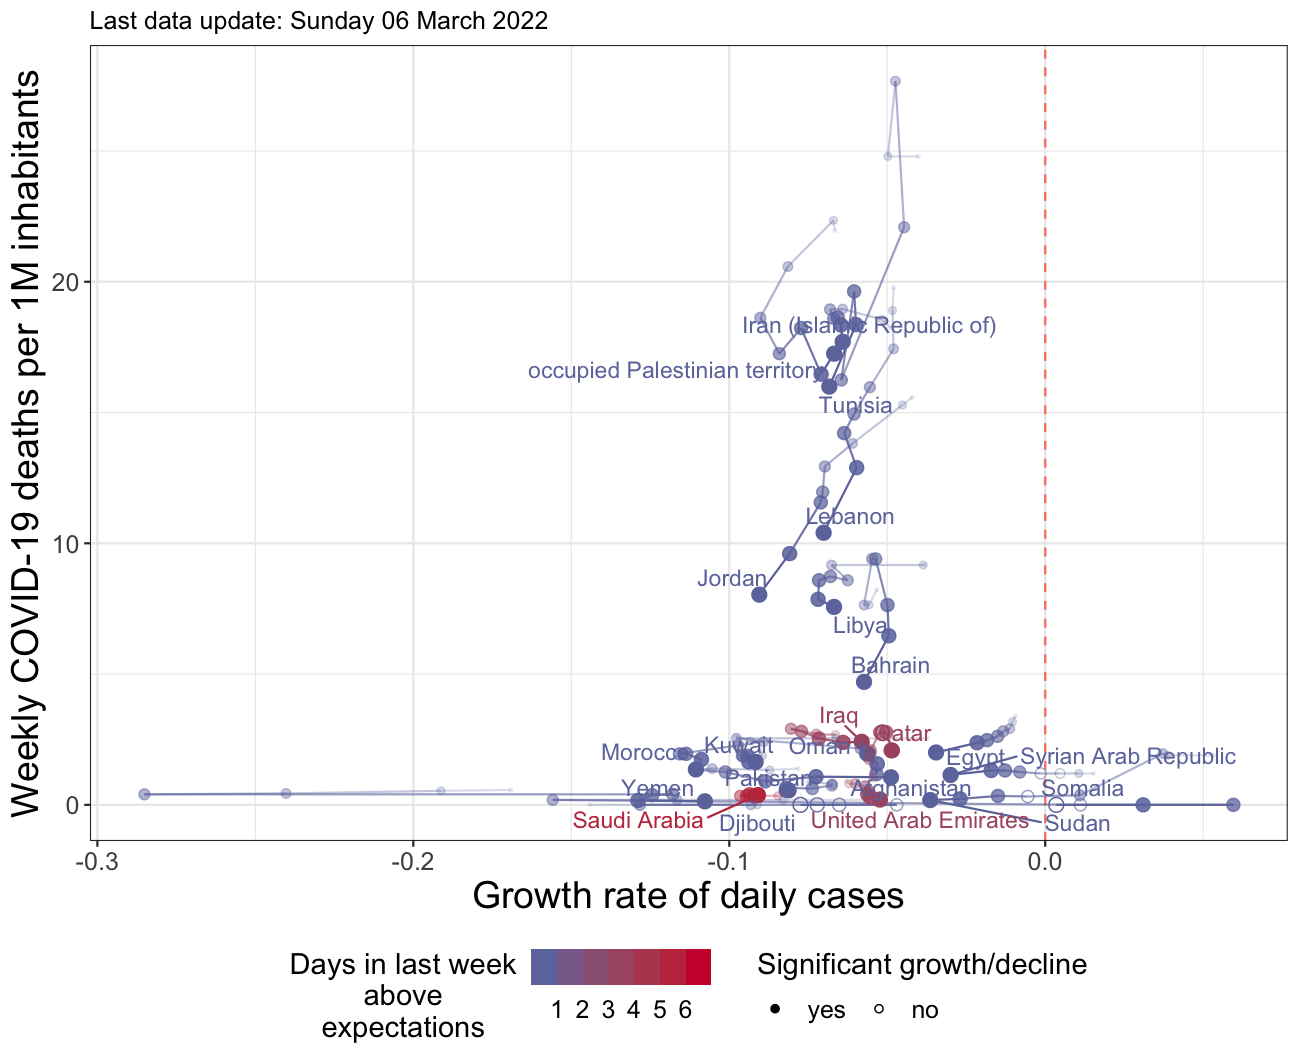 Last data update: Sunday 06 March 2022
Weekly COVID-19 deaths per 1M inhabitants
20
10
0
Iran (Islamic Republic of)
occupied Palestinian territory
Tunisia
Lebanon
Jordan
Libya
Bahrain
Iraq
Qatar
Morocco
Kuwait
Oman
Egypt
Syrian Arab Republic
Pakistan
Yemen
Afghanistan
Somalia
Saudi Arabia
Djibouti
United Arab Emirates
Sudan
-0.3
-0.2
-0.1
0.0
Growth rate of daily cases
Days in last week
above
expectations
1 2 3 4 5 6
Significant growth/decline
yes
no